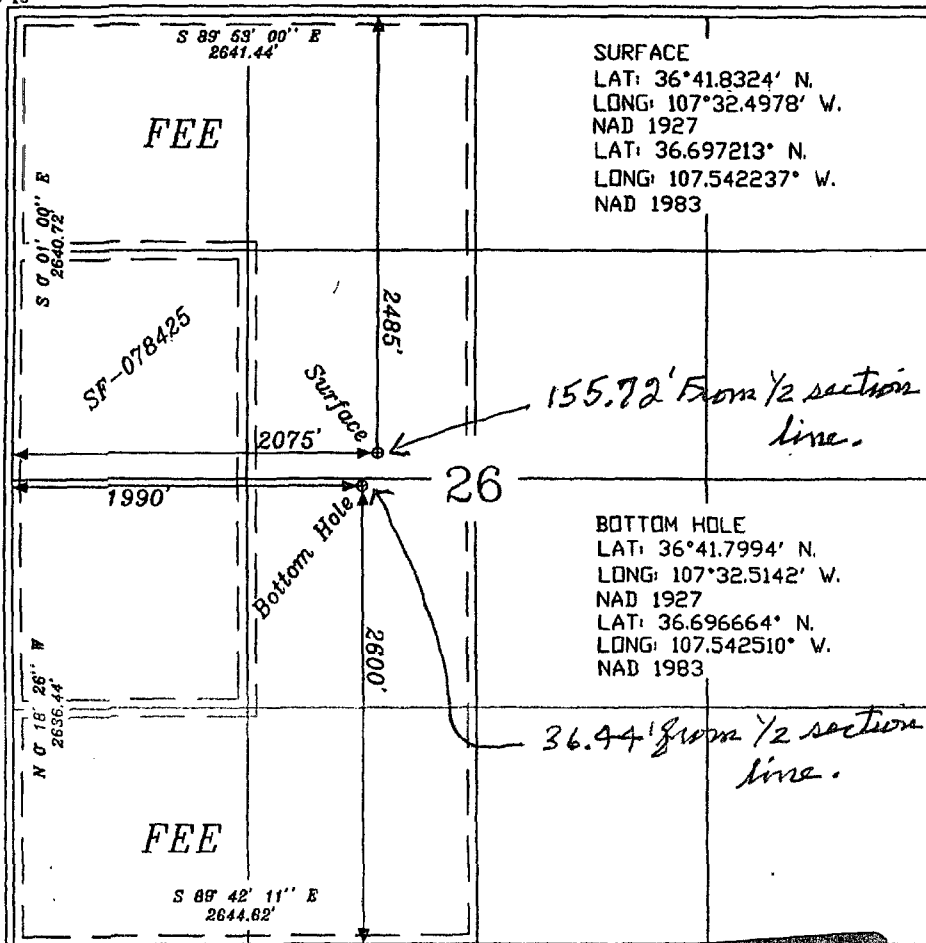 S 89° 53' 00" E
2641.44'
FEE
S 0° 01' 00" E
2640.72'
SURFACE
LAT: 36°41.8324' N.
LONG: 107°32.4978' W.
NAD 1927
LAT: 36.697213° N.
LONG: 107.542237° W.
NAD 1983
SF-078425
2485'
Surface
2075'
155.72' From 1/2 section
line.
1990'
26
Bottom Hole
BOTTOM HOLE
LAT: 36°41.7994' N.
LONG: 107°32.5142' W.
NAD 1927
LAT: 36.696664° N.
LONG: 107.542510° W.
NAD 1983
2600'
N 0° 18' 26" W
2636.44'
36.44' from 1/2 section
line.
FEE
S 89° 42' 11" E
2644.62'